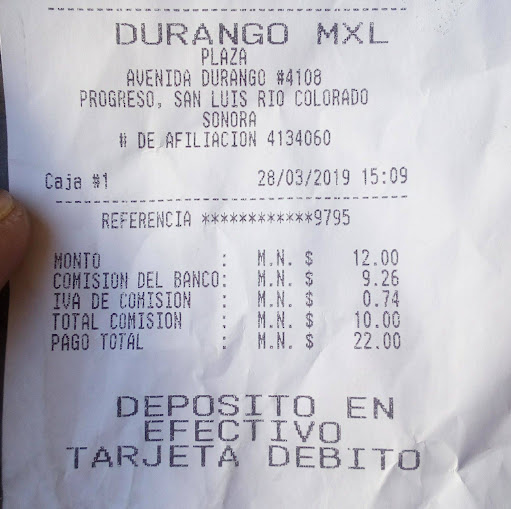 DURANGO MXL
PLAZA
AVENIDA DURANGO #4108
PROGRESO, SAN LUIS RIO COLORADO
SONORA
# DE AFILIACION 4134060
Caja #1 28/03/2019 15:09
REFERENCIA ************9795
MONTO : M.N. $ 12.00
COMISION DEL BANCO: M.N. $ 9.26
IVA DE COMISION : M.N. $ 0.74
TOTAL COMISION : M.N. $ 10.00
PAGO TOTAL : M.N. $ 22.00
DEPOSITO EN
EFECTIVO
TARJETA DEBITO